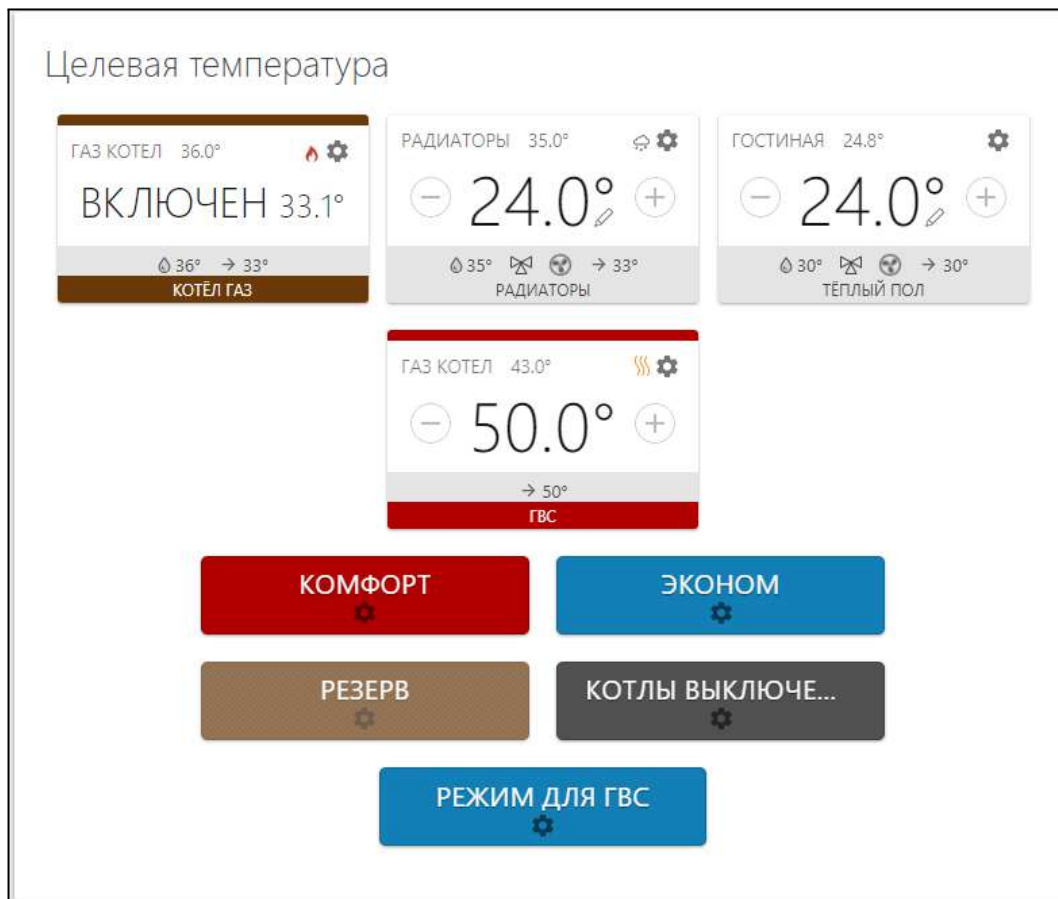 Целевая температура
ГАЗ КОТЕЛ 36.0°
ВКЛЮЧЕН 33.1°
36° → 33°
КОТЁЛ ГАЗ
РАДИАТОРЫ 35.0°
24.0°
35° → 33°
РАДИАТОРЫ
ГОСТИНАЯ 24.8°
24.0°
30° → 30°
ТЁПЛЫЙ ПОЛ
ГАЗ КОТЕЛ 43.0°
50.0°
→ 50°
ГВС
КОМФОРТ
ЭКОНОМ
РЕЗЕРВ
КОТЛЫ ВЫКЛЮЧЕ...
РЕЖИМ ДЛЯ ГВС